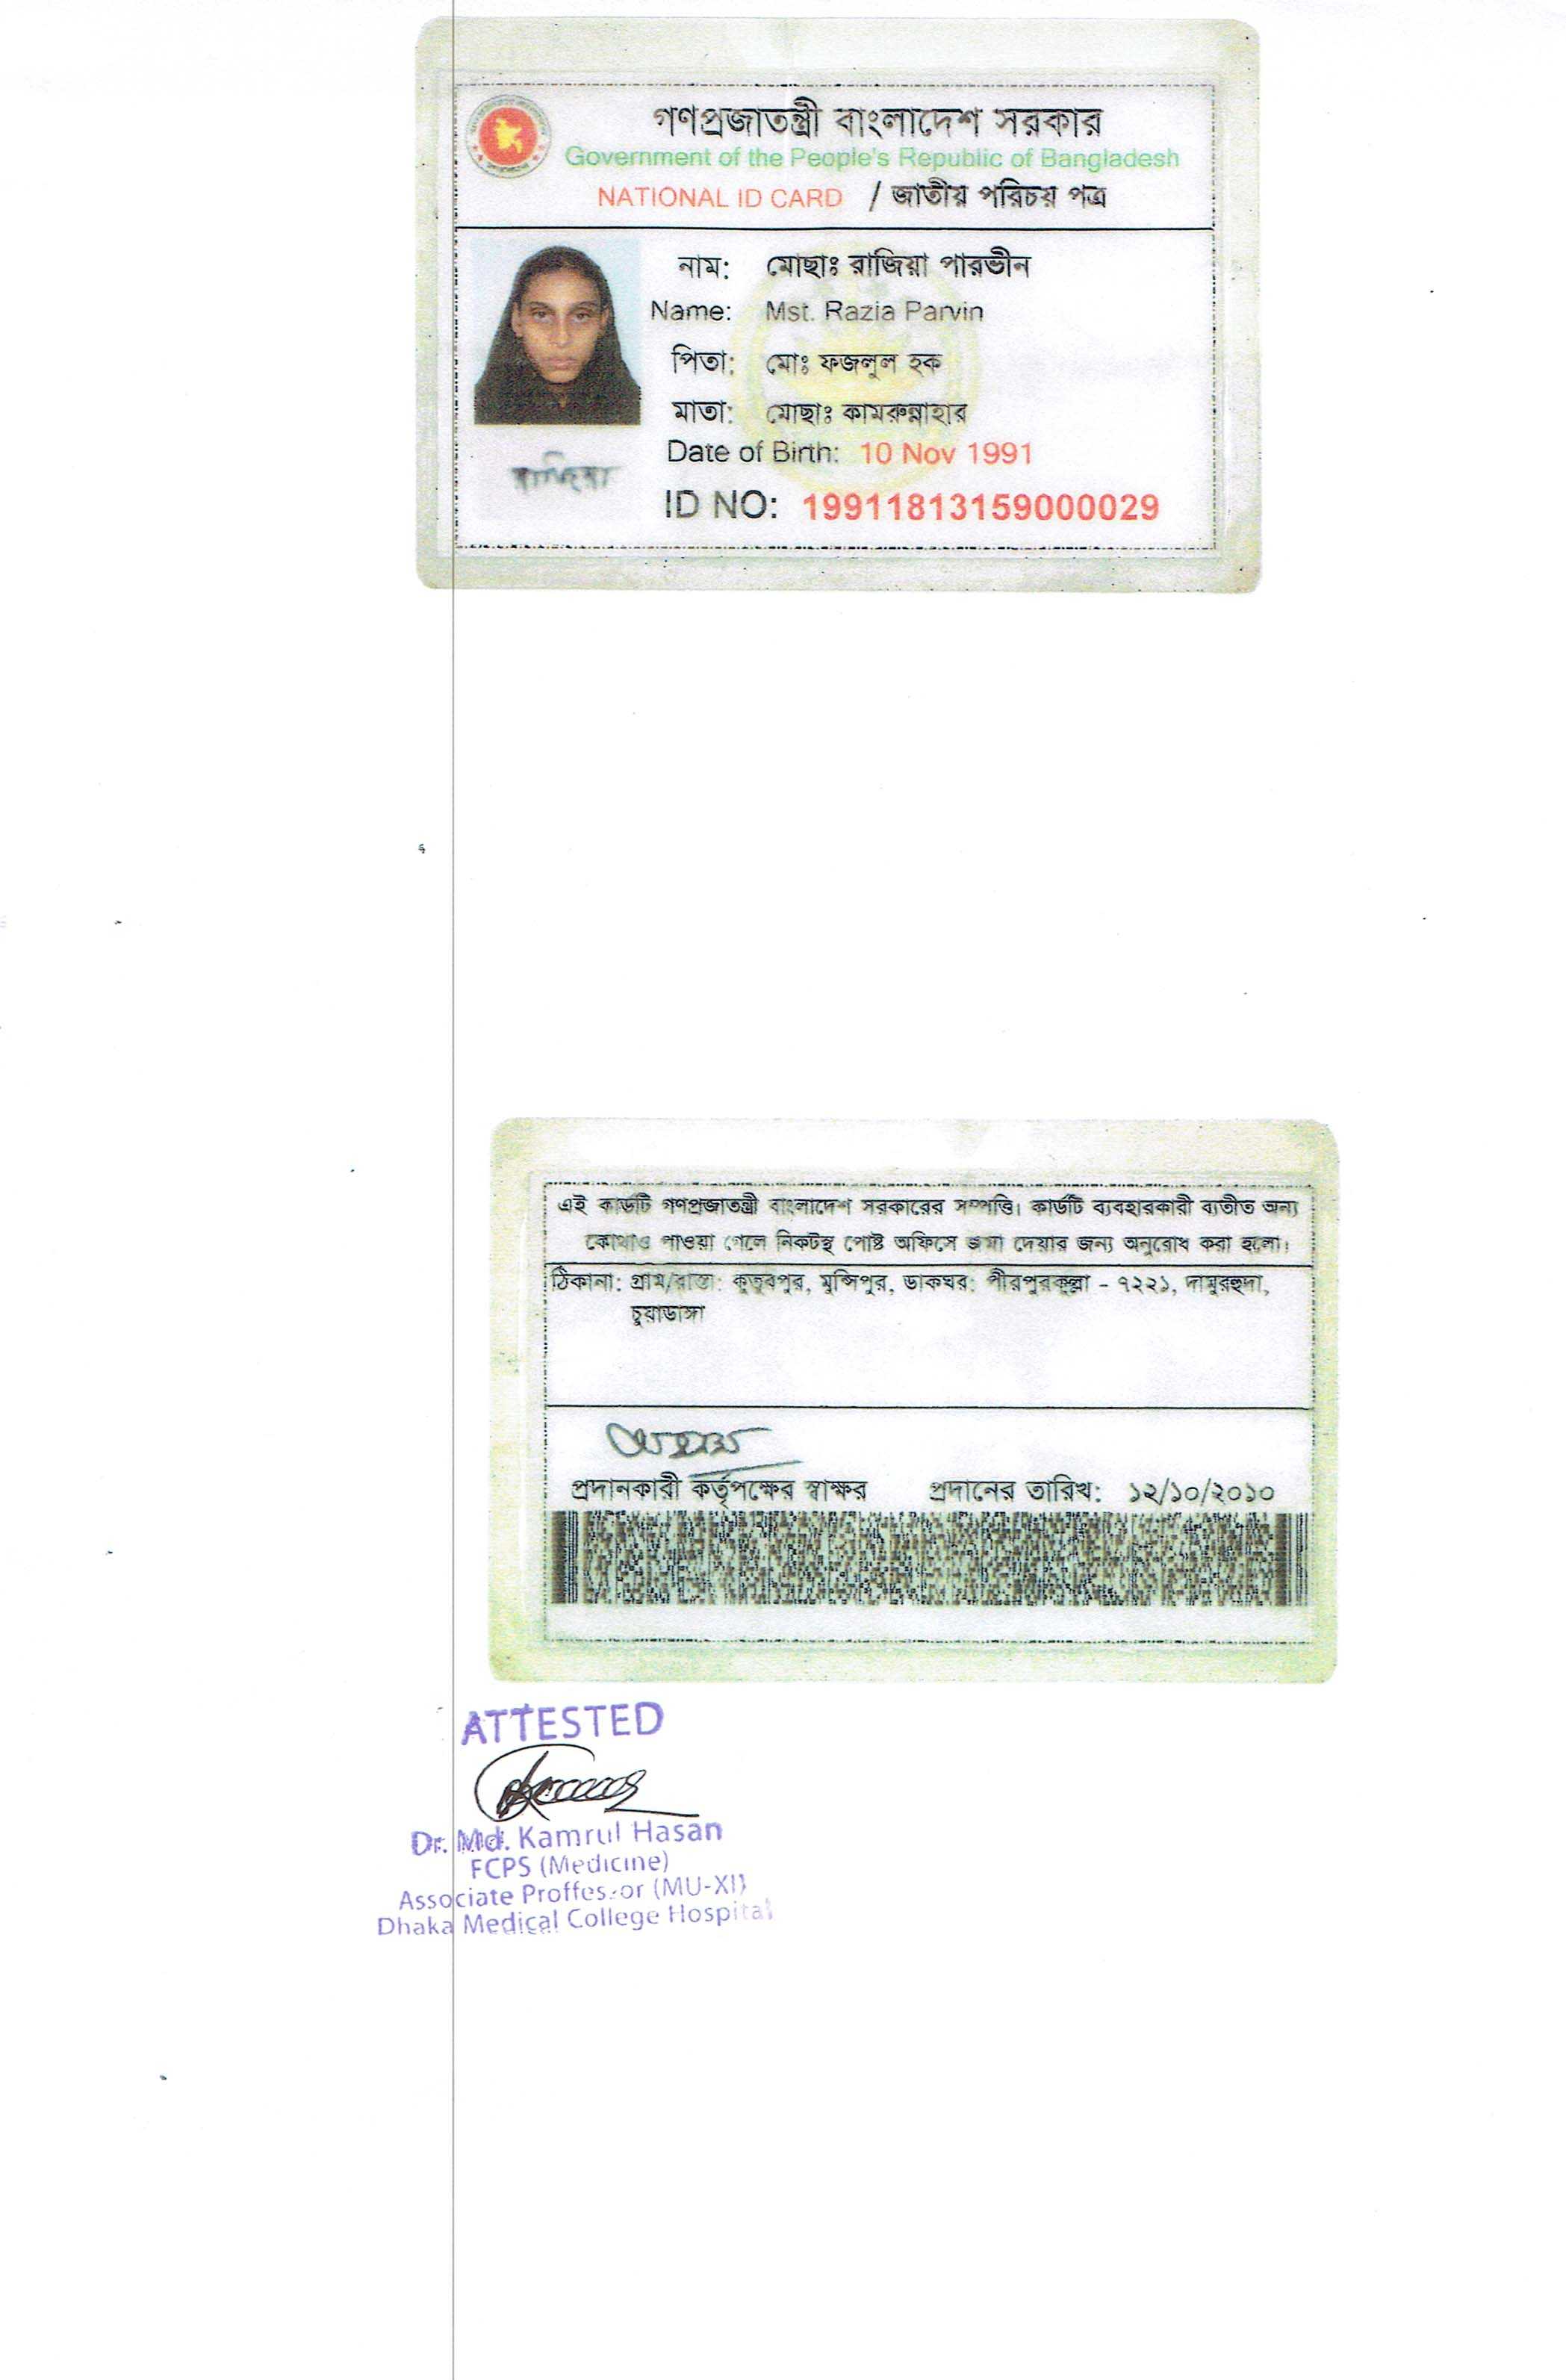 গণপ্রজাতন্ত্রী বাংলাদেশ সরকার
Government of the People's Republic of Bangladesh
NATIONAL ID CARD / জাতীয় পরিচয় পত্র
নাম: মোছাঃ রাজিয়া পারভীন
Name: Mst. Razia Parvin
পিতা: মোঃ ফজলুল হক
মাতা: মোছাঃ কামরুন্নাহার
Date of Birth: 10 Nov 1991
রাজিয়া
ID NO: 19911813159000029
এই কার্ডটি গণপ্রজাতন্ত্রী বাংলাদেশ সরকারের সম্পত্তি। কার্ডটি ব্যবহারকারী ব্যতীত অন্য
কোথাও পাওয়া গেলে নিকটস্থ পোষ্ট অফিসে জমা দেয়ার জন্য অনুরোধ করা হলো।
ঠিকানা: গ্রাম/রাস্তা: কুতুবপুর, মুন্সিপুর, ডাকঘর: পীরপুরকুল্লা - ৭২২১, দামুরহুদা,
চুয়াডাঙ্গা
প্রদানকারী কর্তৃপক্ষের স্বাক্ষর প্রদানের তারিখ: ১২/১০/২০১০
ATTESTED
Dr. Md. Kamrul Hasan
FCPS (Medicine)
Associate Proffessor (MU-XI)
Dhaka Medical College Hospital